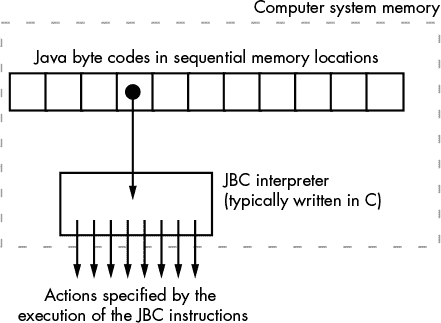 Computer system memory
Java byte codes in sequential memory locations
JBC interpreter
(typically written in C)
Actions specified by the
execution of the JBC instructions